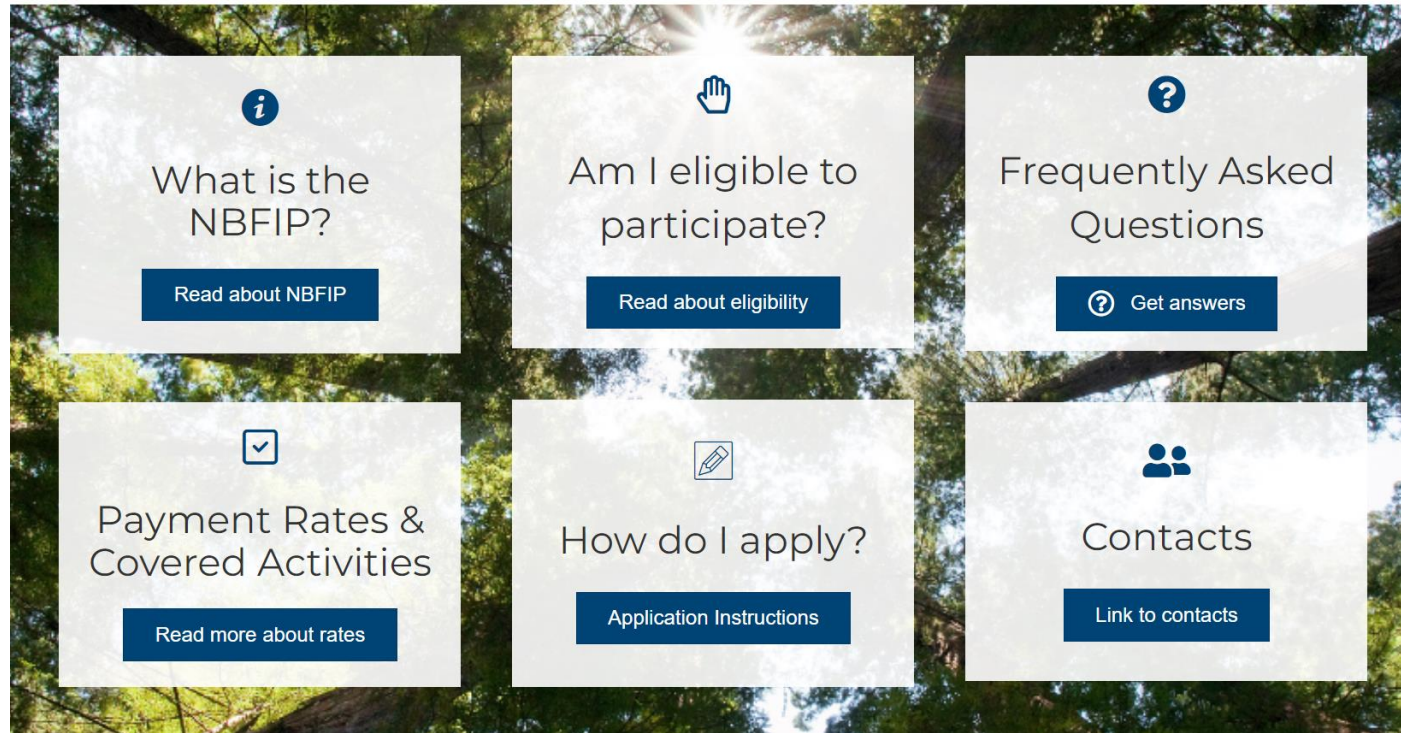 What is the
NBFIP?
Read about NBFIP
Am I eligible to
participate?
Read about eligibility
Frequently Asked
Questions
Get answers
Payment Rates &
Covered Activities
Read more about rates
How do I apply?
Application Instructions
Contacts
Link to contacts